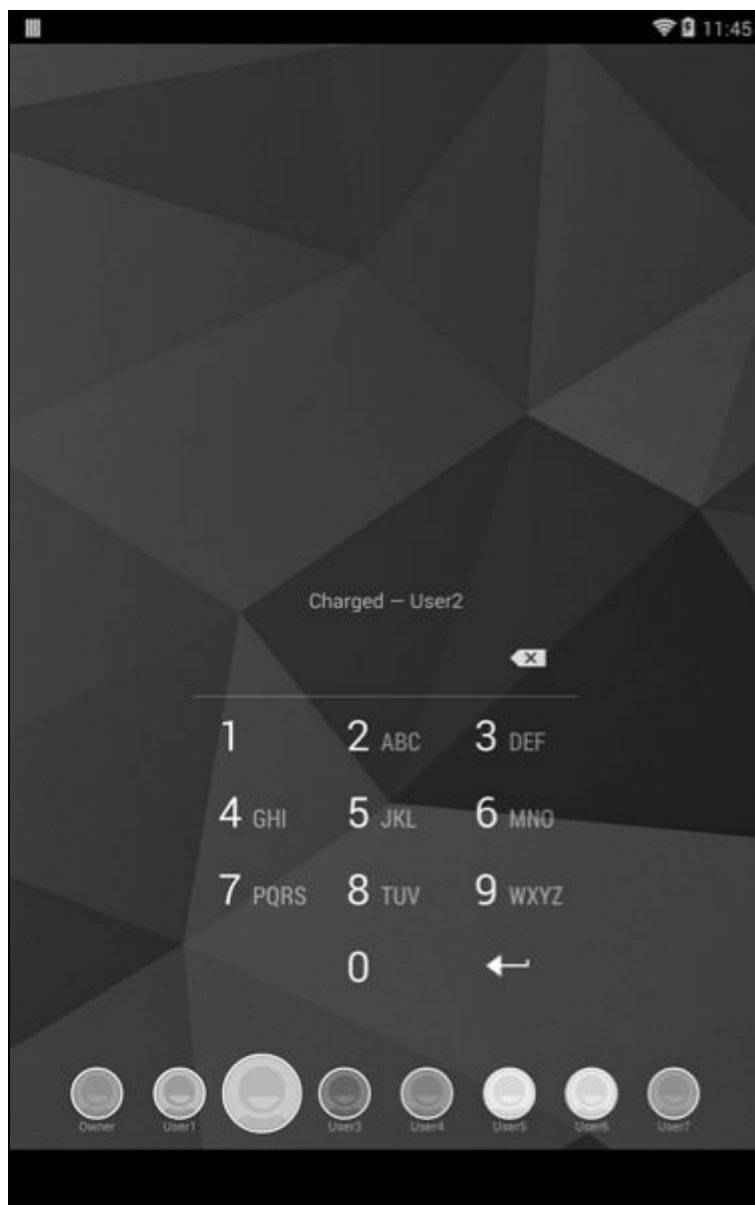 11:45
Charged – User2
1 2 ABC 3 DEF
4 GHI 5 JKL 6 MNO
7 PQRS 8 TUV 9 WXYZ
0
Owner User1 User3 User4 User5 User6 User7